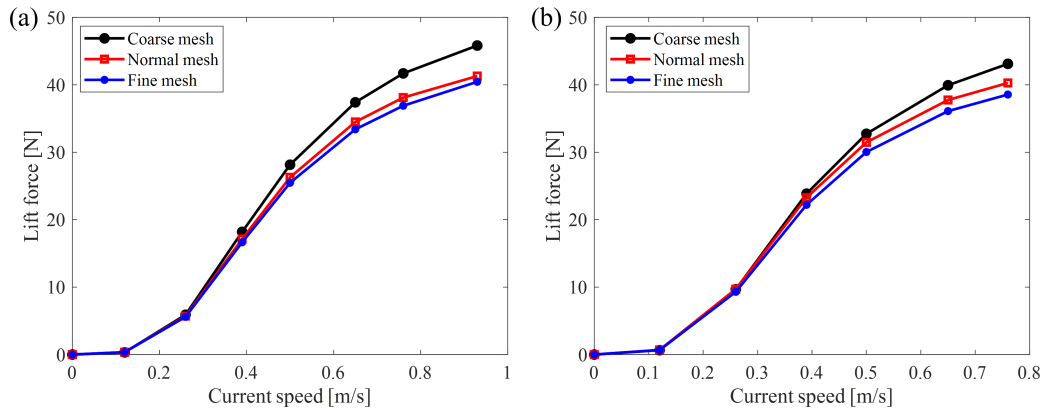 (a)
Lift force [N]
50
40
30
20
10
0
Coarse mesh
Normal mesh
Fine mesh
0 0.2 0.4 0.6 0.8 1
Current speed [m/s]
(b)
Lift force [N]
50
40
30
20
10
0
Coarse mesh
Normal mesh
Fine mesh
0 0.1 0.2 0.3 0.4 0.5 0.6 0.7 0.8
Current speed [m/s]